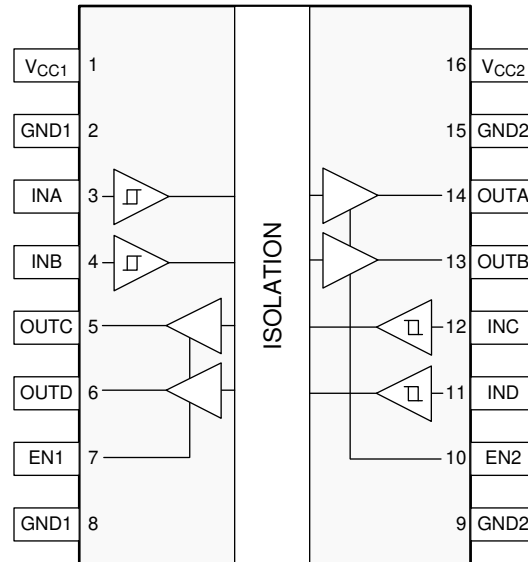 VCC1 1 16 VCC2
GND1 2 15 GND2
INA 3 14 OUTA
INB 4 13 OUTB
ISOLATION
OUTC 5 12 INC
OUTD 6 11 IND
EN1 7 10 EN2
GND1 8 9 GND2